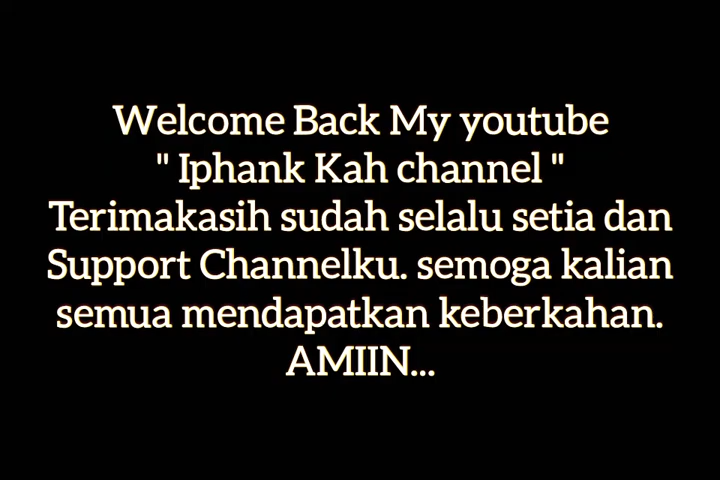 Welcome Back My youtube
" Iphank Kah channel "
Terimakasih sudah selalu setia dan
Support Channelku. semoga kalian
semua mendapatkan keberkahan.
AMIIN...